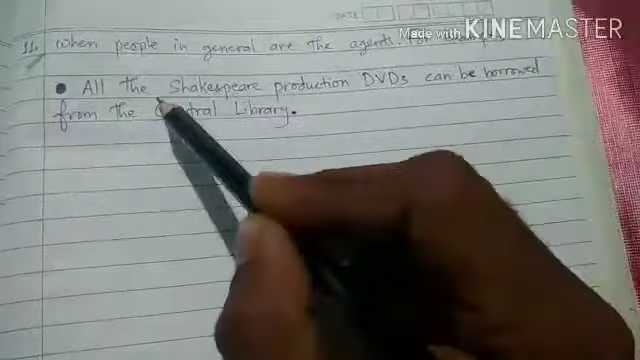 DATE
Made with KINEMASTER
11. When people in general are the agents. For
• All the Shakespeare production DVDs can be borrowed
from the Central Library.